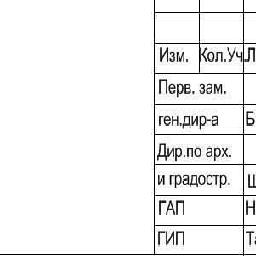 Изм. Кол.Уч. Л
Перв. зам.
ген.дир-а Б
Дир.по арх.
и градостр. Ш
ГАП Н
ГИП Та